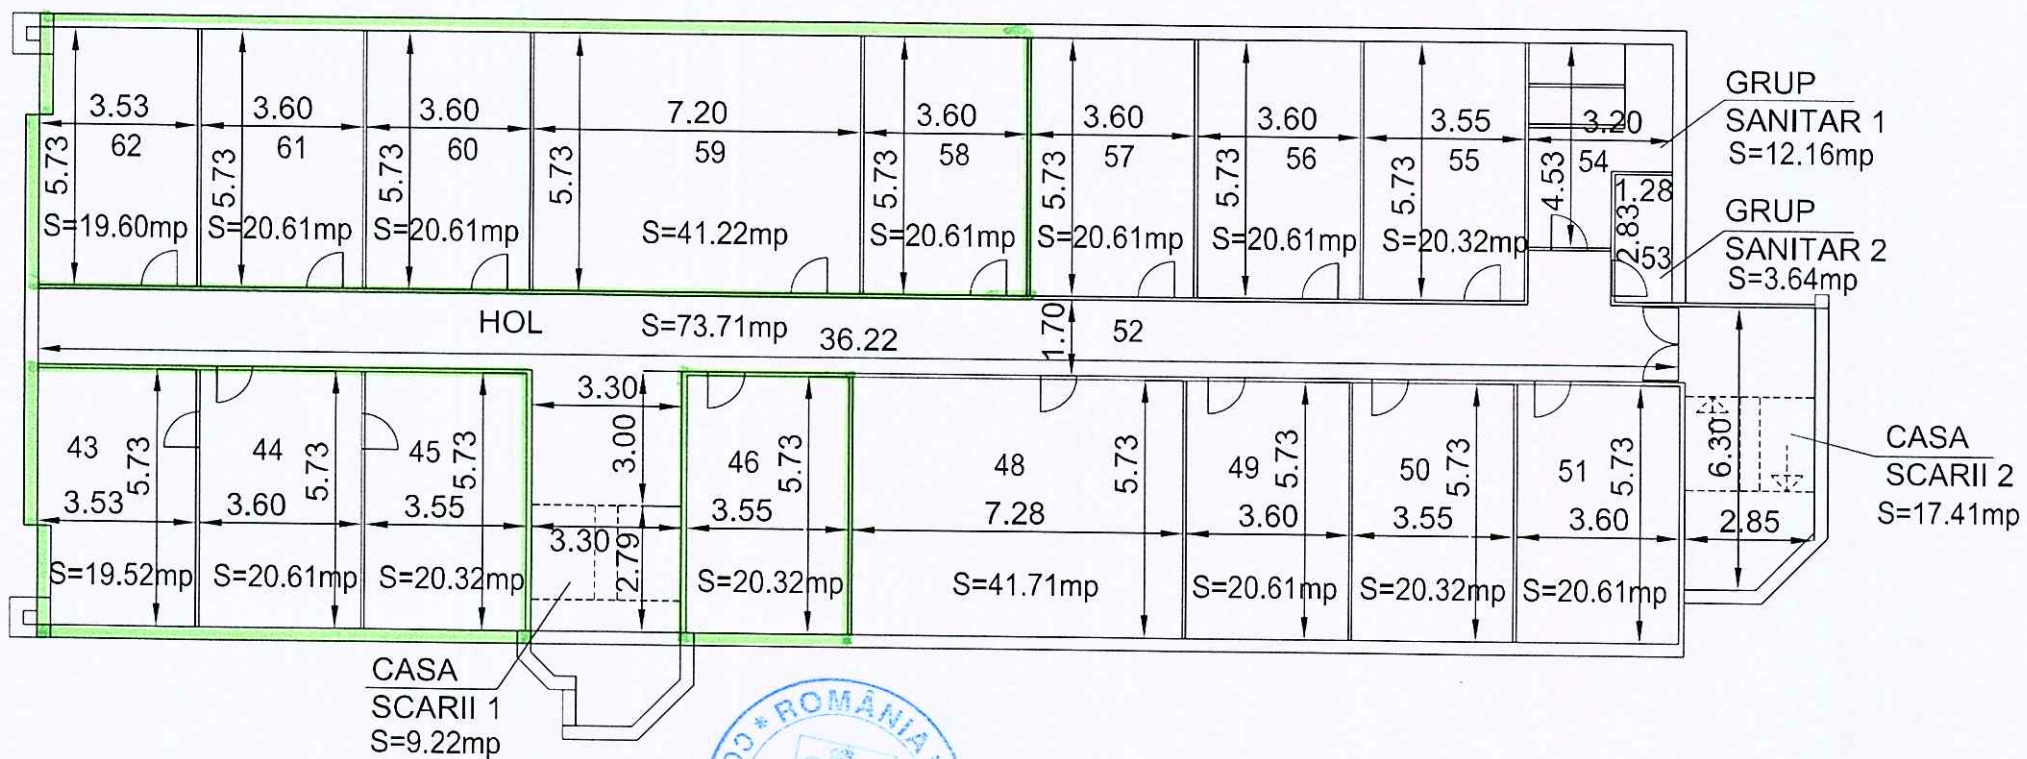 3.53
62
5.73
S=19.60mp
3.60
61
5.73
S=20.61mp
3.60
60
5.73
S=20.61mp
7.20
59
5.73
S=41.22mp
3.60
58
5.73
S=20.61mp
3.60
57
5.73
S=20.61mp
3.60
56
5.73
S=20.61mp
3.55
55
5.73
S=20.32mp
3.20
54
4.53
1.28
2.83
53
GRUP
SANITAR 1
S=12.16mp
GRUP
SANITAR 2
S=3.64mp
HOL
S=73.71mp
36.22
1.70
52
43
5.73
3.53
S=19.52mp
44
5.73
3.60
S=20.61mp
45
5.73
3.55
S=20.32mp
3.30
3.00
3.30
2.79
46
5.73
3.55
S=20.32mp
48
5.73
7.28
S=41.71mp
49
5.73
3.60
S=20.61mp
50
5.73
3.55
S=20.32mp
51
5.73
3.60
S=20.61mp
6.30
2.85
CASA
SCARII 2
S=17.41mp
CASA
SCARII 1
S=9.22mp
* ROMÂNIA